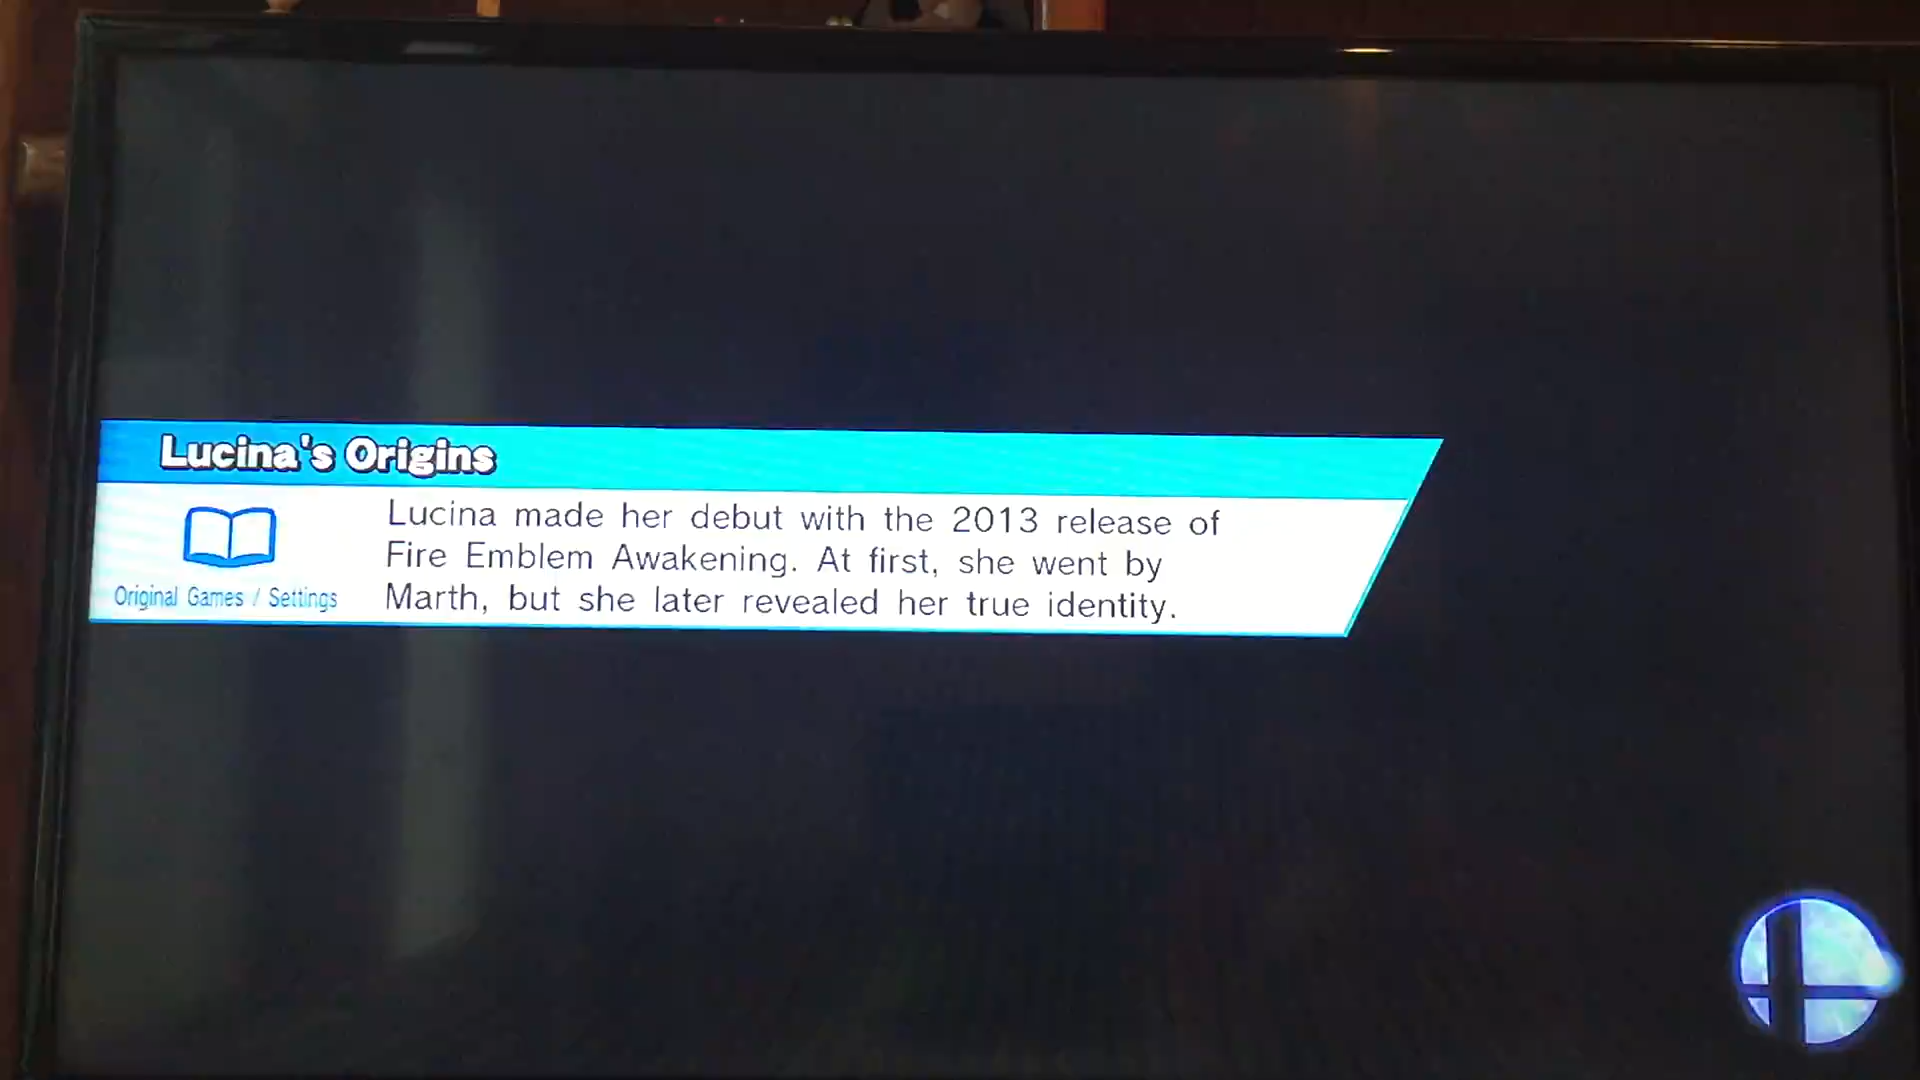 Lucina's Origins
Lucina made her debut with the 2013 release of
Fire Emblem Awakening. At first, she went by
Marth, but she later revealed her true identity.
Original Games / Settings